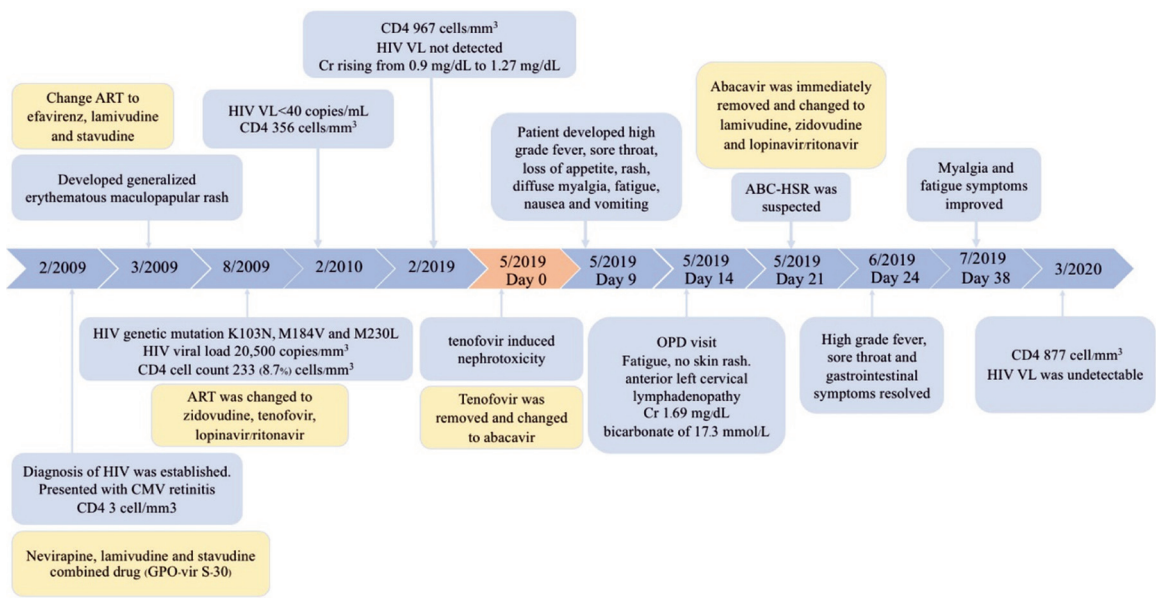 CD4 967 cells/mm³
HIV VL not detected
Cr rising from 0.9 mg/dL to 1.27 mg/dL
Change ART to
efavirenz, lamivudine
and stavudine
HIV VL<40 copies/mL
CD4 356 cells/mm³
Abacavir was immediately
removed and changed to
lamivudine, zidovudine
and lopinavir/ritonavir
Patient developed high
grade fever, sore throat,
loss of appetite, rash,
diffuse myalgia, fatigue,
nausea and vomiting
Developed generalized
erythematous maculopapular rash
ABC-HSR was
suspected
Myalgia and
fatigue symptoms
improved
2/2009
3/2009
8/2009
2/2010
2/2019
5/2019
Day 0
5/2019
Day 9
5/2019
Day 14
5/2019
Day 21
6/2019
Day 24
7/2019
Day 38
3/2020
HIV genetic mutation K103N, M184V and M230L
HIV viral load 20,500 copies/mm³
CD4 cell count 233 (8.7%) cells/mm³
ART was changed to
zidovudine, tenofovir,
lopinavir/ritonavir
tenofovir induced
nephrotoxicity
Tenofovir was
removed and changed
to abacavir
OPD visit
Fatigue, no skin rash.
anterior left cervical
lymphadenopathy
Cr 1.69 mg/dL
bicarbonate of 17.3 mmol/L
High grade fever,
sore throat and
gastrointestinal
symptoms resolved
CD4 877 cell/mm³
HIV VL was undetectable
Diagnosis of HIV was established.
Presented with CMV retinitis
CD4 3 cell/mm3
Nevirapine, lamivudine and stavudine
combined drug (GPO-vir S-30)